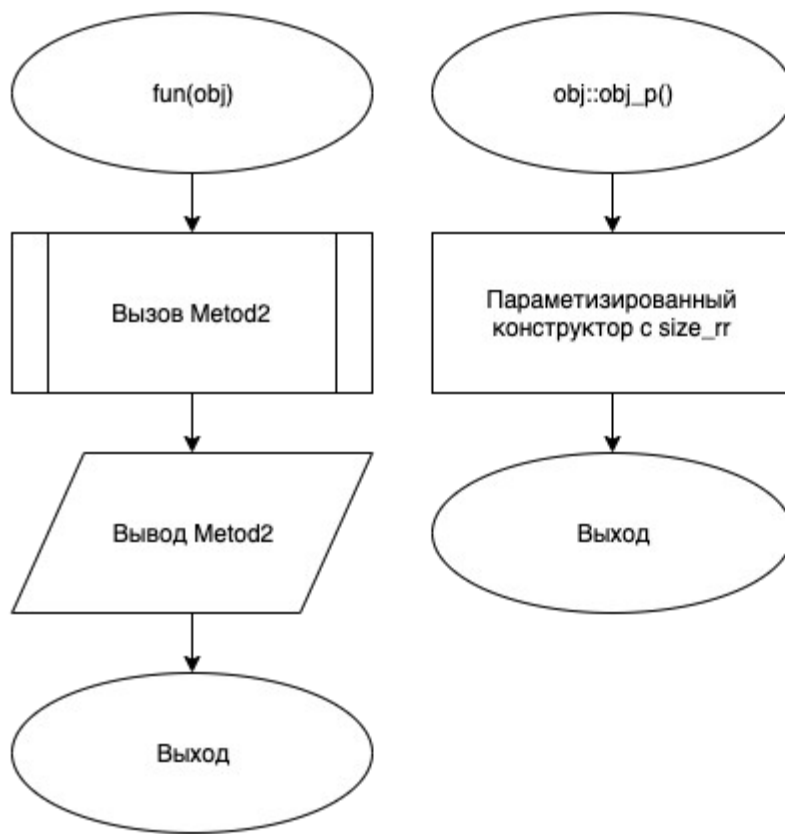 fun(obj)
Вызов Metod2
Вывод Metod2
Выход
obj::obj_p()
Параметизированный
конструктор с size_rr
Выход